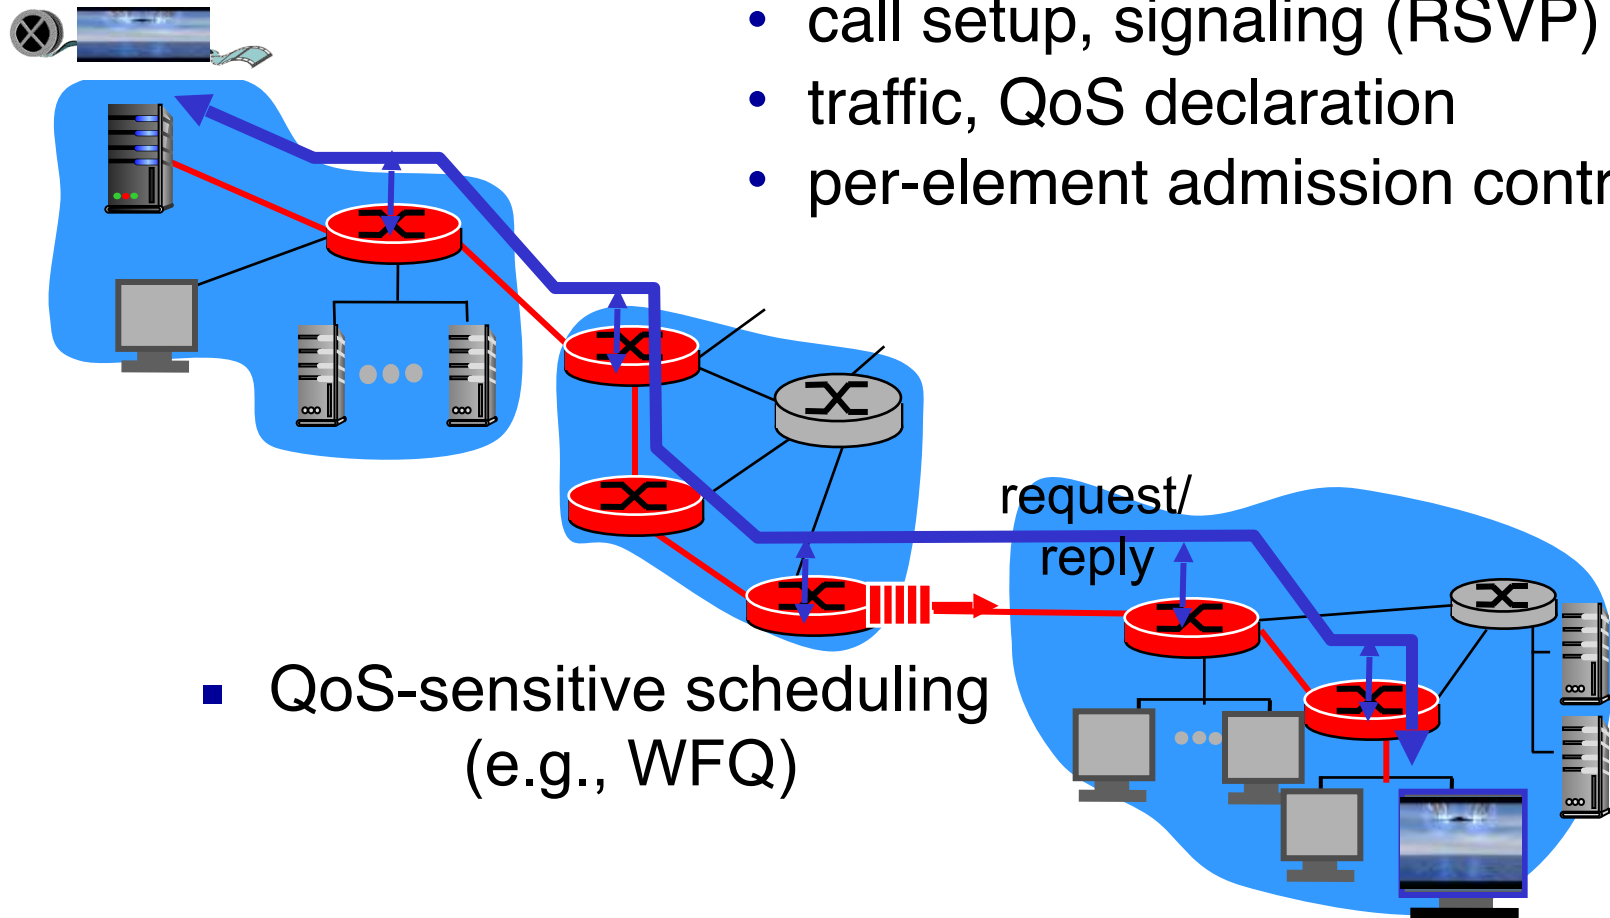 • call setup, signaling (RSVP)
• traffic, QoS declaration
• per-element admission contr
request/
reply
▪ QoS-sensitive scheduling
(e.g., WFQ)